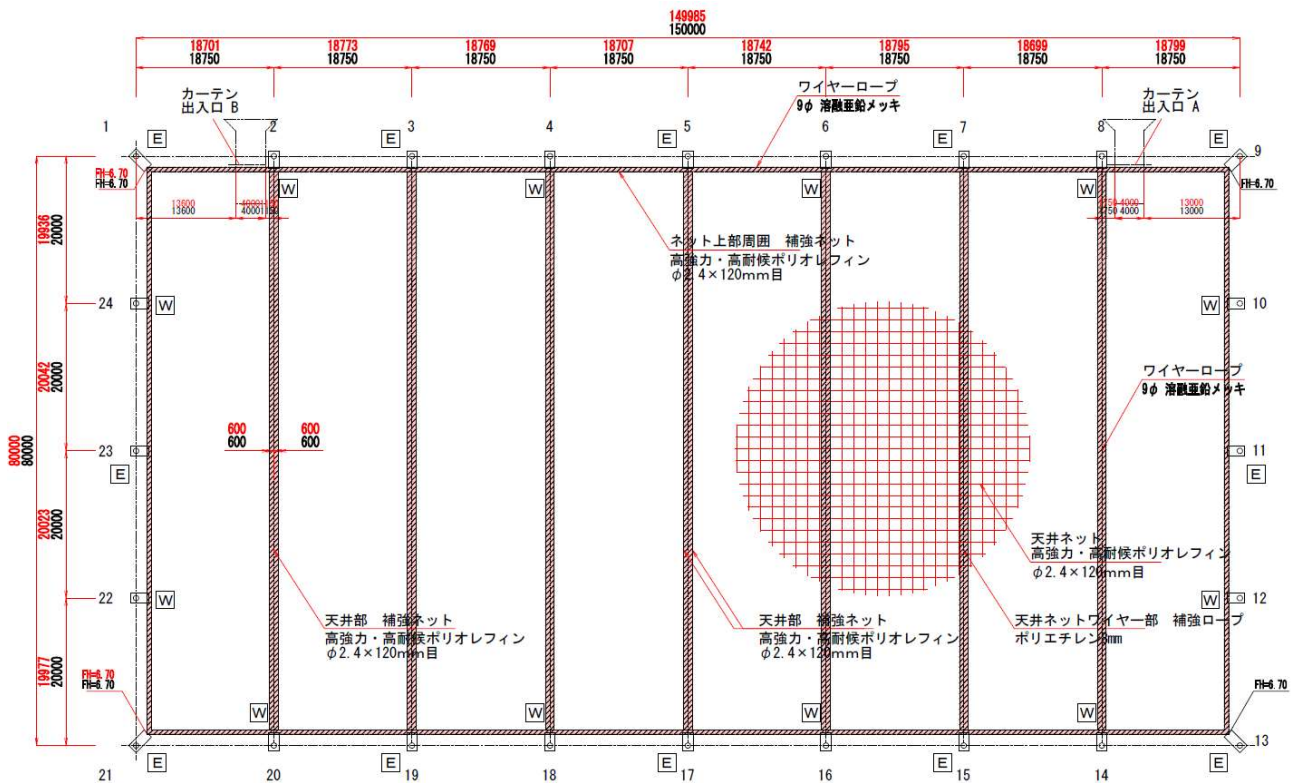 149985
150000
18701 18773 18769 18707 18742 18795 18699 18799
18750 18750 18750 18750 18750 18750 18750 18750
カーテン
出入口 B
ワイヤーロープ
9φ 溶融亜鉛メッキ
カーテン
出入口 A
1 2 3 4 5 6 7 8 9
E E E E E
FH=6.70
FH=6.70
FH=6.70
W W W W
13600 4000
13600 4000 1150
4000 13000
4000 13000
19936
20000
ネット上部周囲 補強ネット
高強力・高耐候ポリオレフィン
φ2.4×120mm目
24 W W 10
20042
20000
ワイヤーロープ
9φ 溶融亜鉛メッキ
600 600
600 600
80000
80000
23 11
E E
20023
20000
天井ネット
高強力・高耐候ポリオレフィン
φ2.4×120mm目
22 W W 12
天井部 補強ネット
高強力・高耐候ポリオレフィン
φ2.4×120mm目
天井部 補強ネット
高強力・高耐候ポリオレフィン
φ2.4×120mm目
天井ネットワイヤー部 補強ロープ
ポリエチレン mm
19977
20000
FH=6.70
FH=6.70
FH=6.70
W W W W
13
E E E E E
21 20 19 18 17 16 15 14